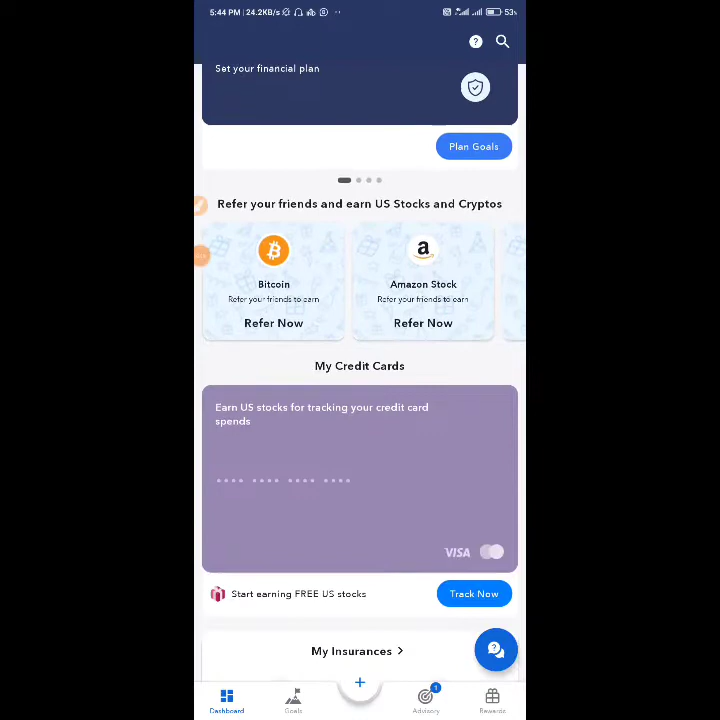 5:44 PM | 24.2KB/s
53
Set your financial plan
Plan Goals
Refer your friends and earn US Stocks and Cryptos
Bitcoin
Refer your friends to earn
Refer Now
Amazon Stock
Refer your friends to earn
Refer Now
My Credit Cards
Earn US stocks for tracking your credit card
spends
VISA
Start earning FREE US stocks
Track Now
My Insurances >
1
Dashboard
Goals
+
Advisory
Rewards